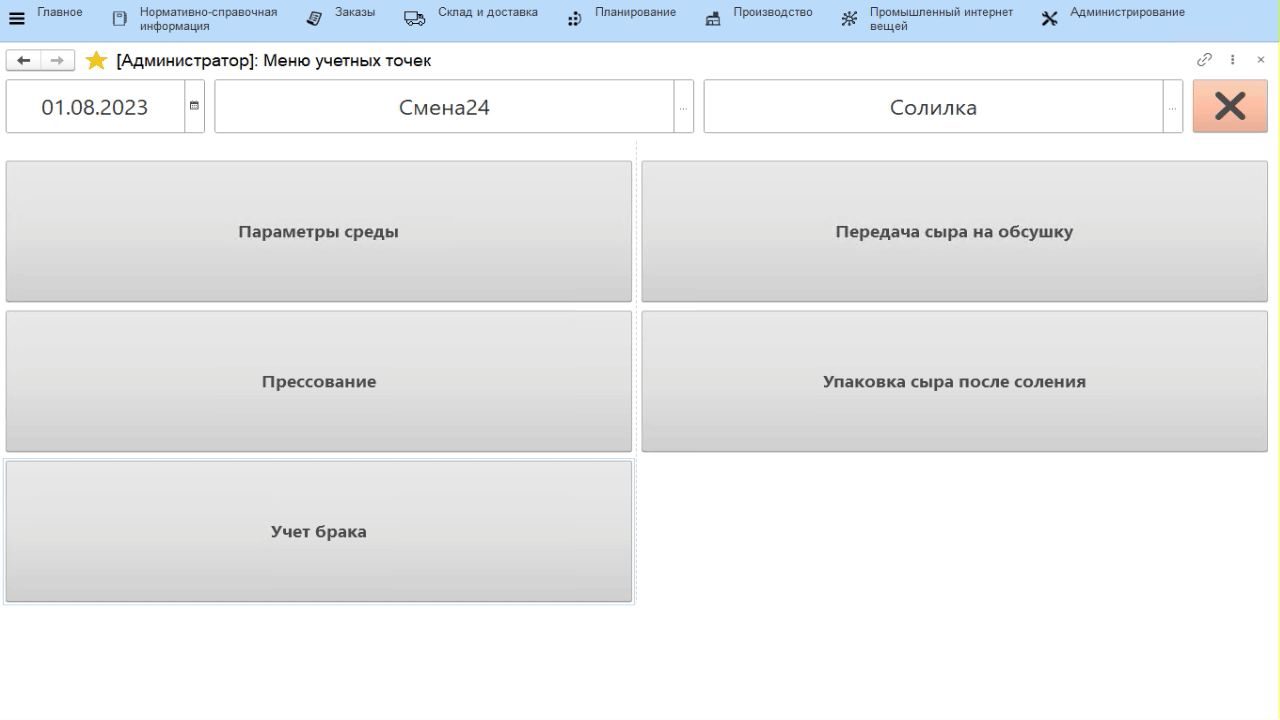 Главное
Нормативно-справочная
информация
Заказы
Склад и доставка
Планирование
Производство
Промышленный интернет
вещей
Администрирование
[Администратор]: Меню учетных точек
01.08.2023
Смена24
...
Солилка
...
Параметры среды
Передача сыра на обсушку
Прессование
Упаковка сыра после соления
Учет брака